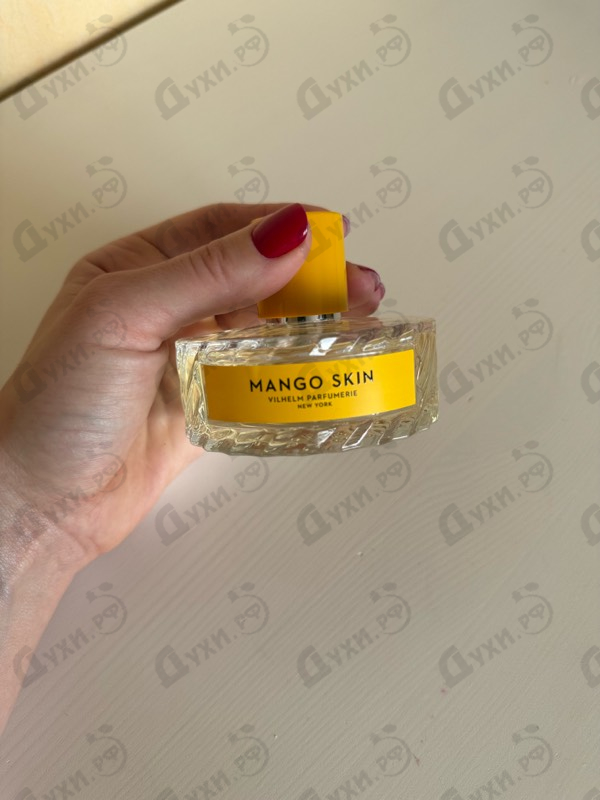 MANGO SKIN
VILHELM PARFUMERIE
NEW YORK
Духи.рф